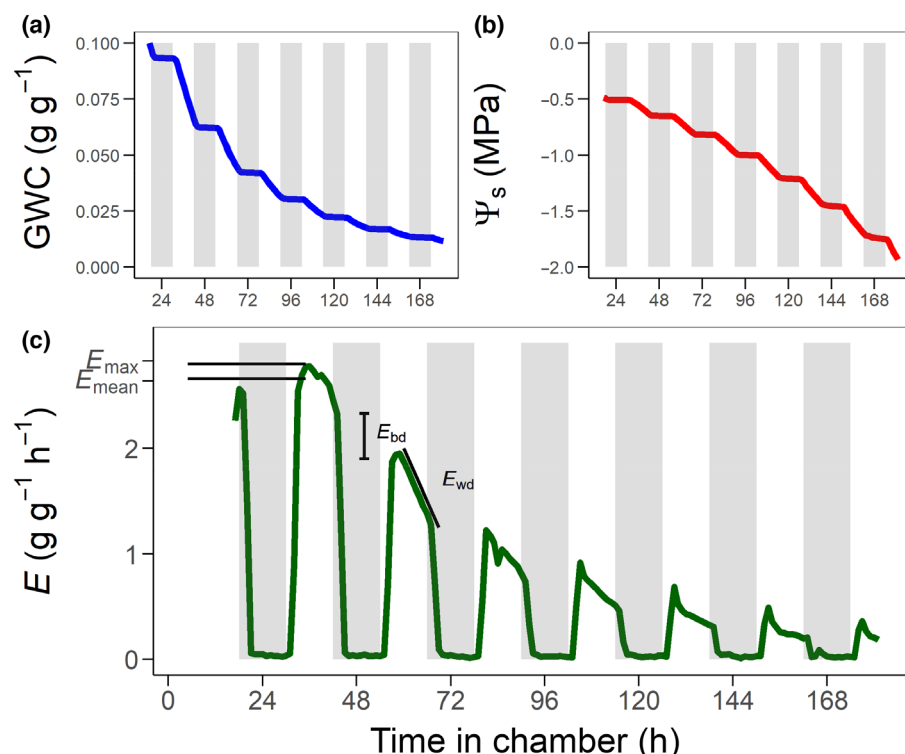 (a)
GWC (g g⁻¹)
0.100
0.075
0.050
0.025
0.000
24 48 72 96 120 144 168
(b)
Ψs (MPa)
0.0
−0.5
−1.0
−1.5
−2.0
24 48 72 96 120 144 168
(c)
E (g g⁻¹ h⁻¹)
Emax
Emean
2
1
0
Ebd
Ewd
0 24 48 72 96 120 144 168
Time in chamber (h)